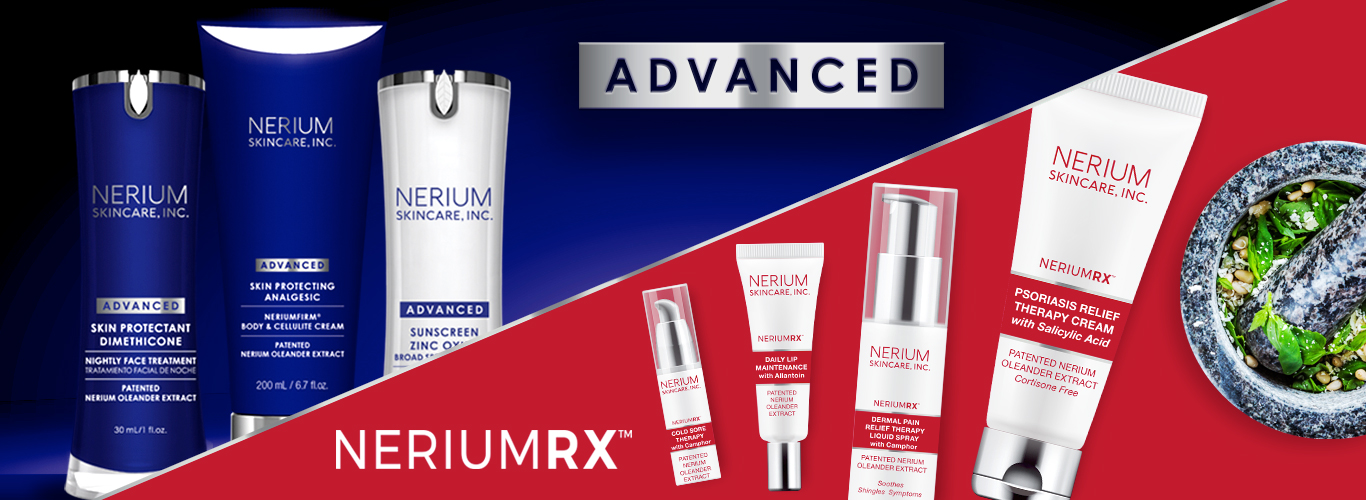 ADVANCED
NERIUM
SKINCARE, INC.
ADVANCED
SKIN PROTECTANT
DIMETHICONE
NIGHTLY FACE TREATMENT
TRATAMIENTO FACIAL DE NOCHE
PATENTED
NERIUM OLEANDER EXTRACT
30 mL/1 fl.oz.
NERIUM
SKINCARE, INC.
ADVANCED
SKIN PROTECTING
ANALGESIC
NERIUMFIRM®
BODY & CELLULITE CREAM
PATENTED
NERIUM OLEANDER EXTRACT
200 mL / 6.7 fl.oz.
NERIUM
SKINCARE, INC.
ADVANCED
SUNSCREEN
ZINC
BROAD
NERIUMRX™
NERIUM
SKINCARE, INC.
NERIUMRX
COLD SORE
THERAPY
with Camphor
PATENTED
NERIUM
OLEANDER
EXTRACT
NERIUM
SKINCARE, INC.
NERIUMRX™
DAILY LIP
MAINTENANCE
with Allantoin
PATENTED
NERIUM
OLEANDER
EXTRACT
NERIUM
SKINCARE, INC.
NERIUMRX™
DERMAL PAIN
RELIEF THERAPY
LIQUID SPRAY
with Camphor
PATENTED NERIUM
OLEANDER EXTRACT
Soothes
Shingles Symptoms
NERIUM
SKINCARE, INC.
NERIUMRX™
PSORIASIS RELIEF
THERAPY CREAM
with Salicylic Acid
PATENTED NERIUM
OLEANDER EXTRACT
Cortisone Free